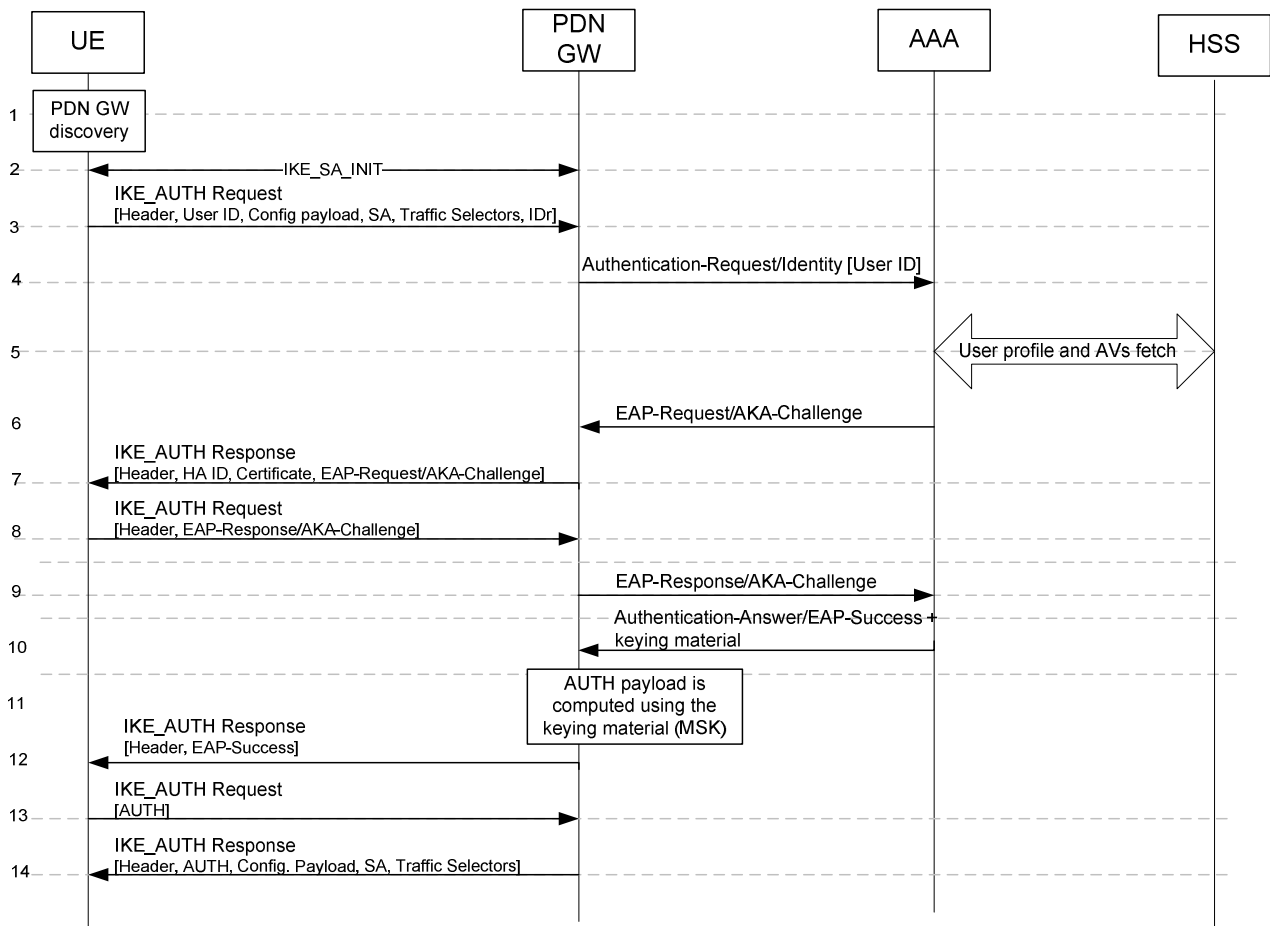 UE
PDN
GW
AAA
HSS
1
PDN GW
discovery
2
IKE_SA_INIT
IKE_AUTH Request
[Header, User ID, Config payload, SA, Traffic Selectors, IDr]
3
Authentication-Request/Identity [User ID]
4
5
User profile and AVs fetch
6
EAP-Request/AKA-Challenge
IKE_AUTH Response
[Header, HA ID, Certificate, EAP-Request/AKA-Challenge]
7
IKE_AUTH Request
[Header, EAP-Response/AKA-Challenge]
8
9
EAP-Response/AKA-Challenge
Authentication-Answer/EAP-Success +
keying material
10
11
AUTH payload is
computed using the
keying material (MSK)
IKE_AUTH Response
[Header, EAP-Success]
12
IKE_AUTH Request
[AUTH]
13
IKE_AUTH Response
[Header, AUTH, Config. Payload, SA, Traffic Selectors]
14